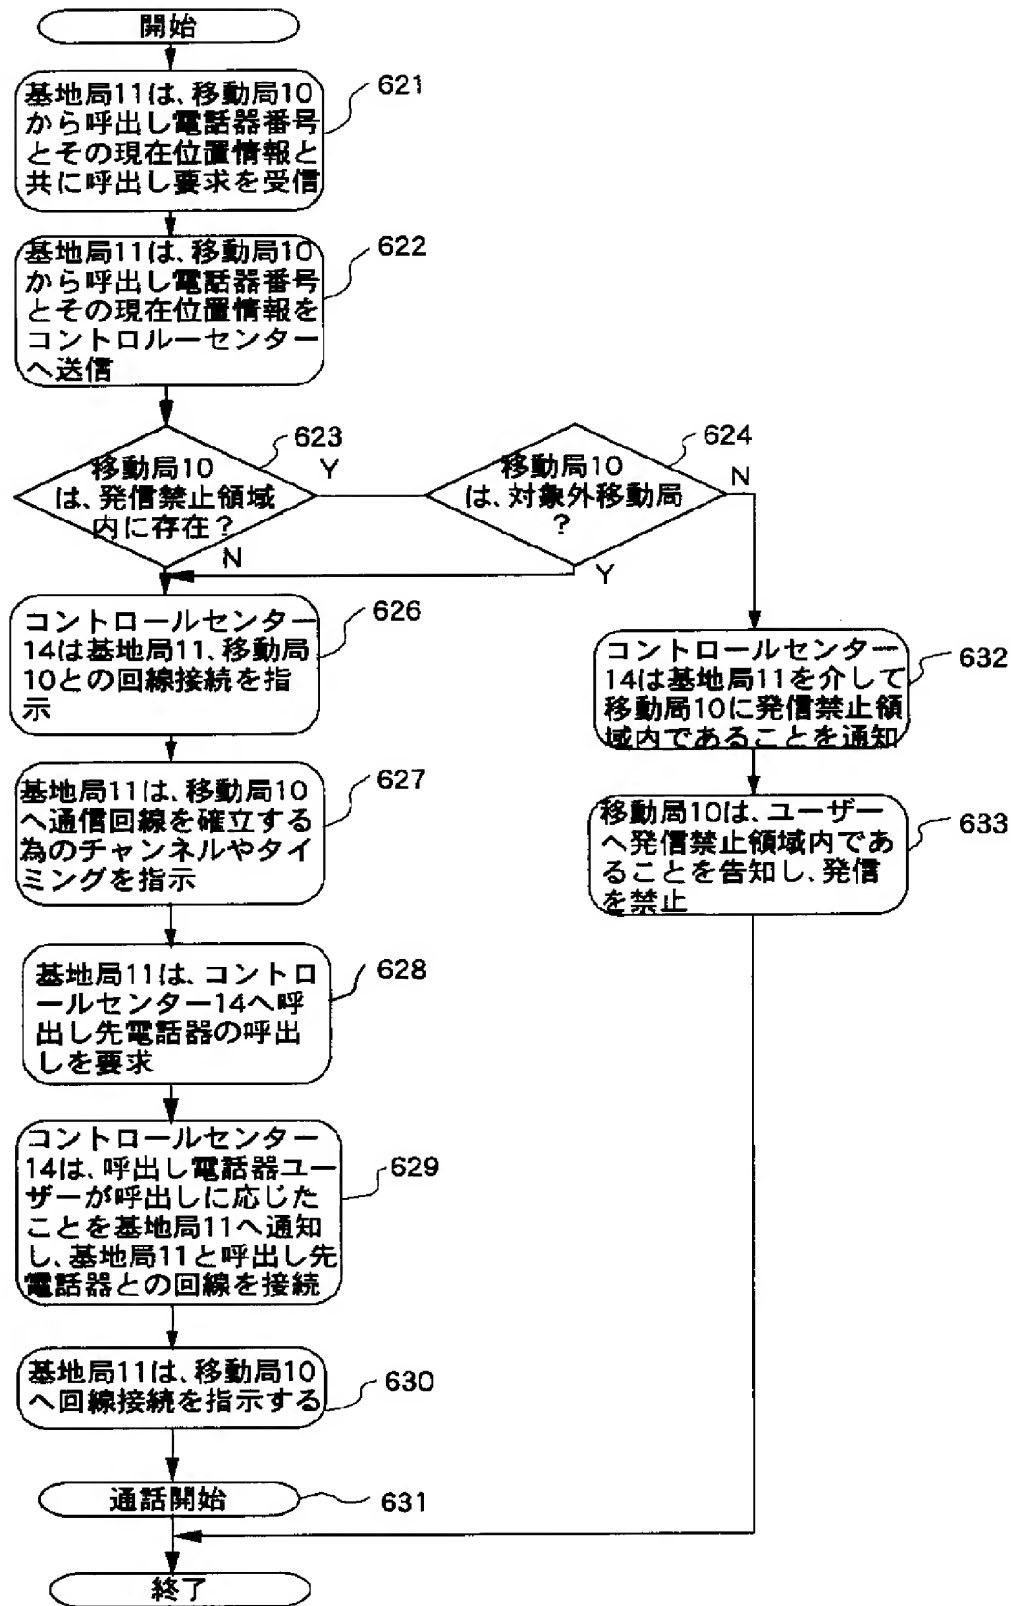 開始
基地局11は、移動局10
から呼出し電話器番号
とその現在位置情報と
共に呼出し要求を受信
621
基地局11は、移動局10
から呼出し電話器番号
とその現在位置情報を
コントロルーセンター
へ送信
622
移動局10
は、発信禁止領域
内に存在？
623
Y
N
移動局10
は、対象外移動局
？
624
N
Y
コントロールセンター
14は基地局11、移動局
10との回線接続を指
示
626
基地局11は、移動局10
へ通信回線を確立する
為のチャンネルやタイ
ミングを指示
627
基地局11は、コントロ
ールセンター14へ呼
出し先電話器の呼出
しを要求
628
コントロールセンター
14は、呼出し電話器ユー
ザーが呼出しに応じた
ことを基地局11へ通知
し、基地局11と呼出し先
電話器との回線を接続
629
基地局11は、移動局10
へ回線接続を指示する
630
通話開始
631
コントロールセンター
14は基地局11を介して
移動局10に発信禁止領
域内であることを通知
632
移動局10は、ユーザー
へ発信禁止領域内であ
ることを告知し、発信
を禁止
633
終了